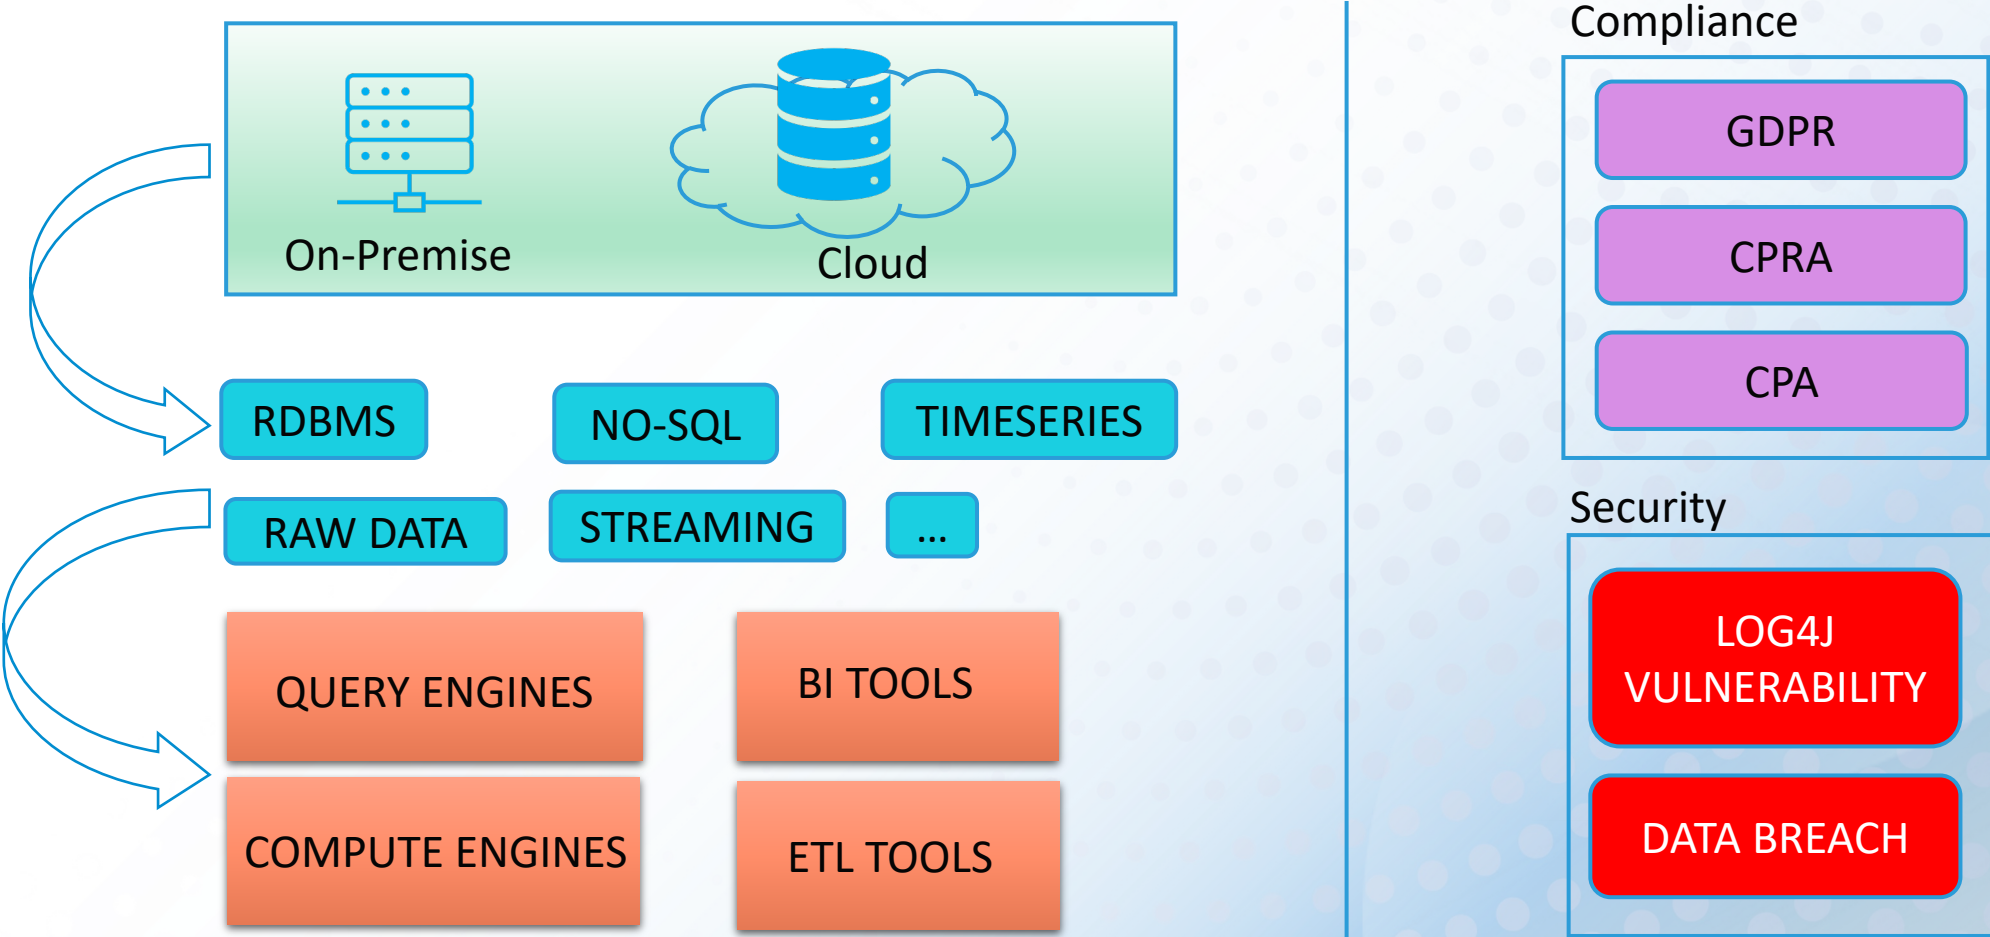 On-Premise
Cloud
RDBMS
NO-SQL
TIMESERIES
RAW DATA
STREAMING
...
QUERY ENGINES
BI TOOLS
COMPUTE ENGINES
ETL TOOLS
Compliance
GDPR
CPRA
CPA
Security
LOG4J
VULNERABILITY
DATA BREACH